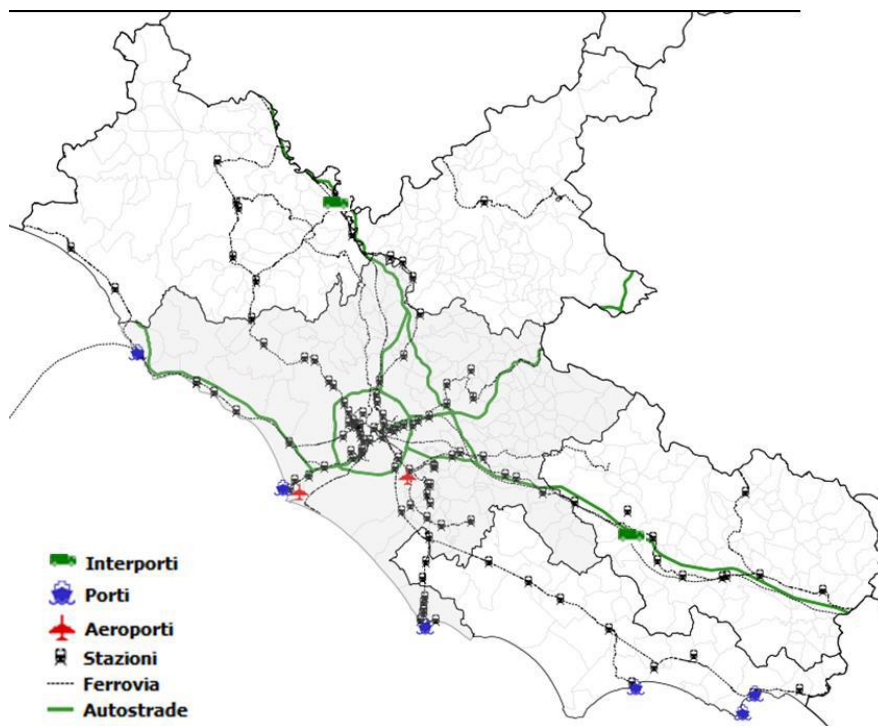 Interporti
Porti
Aeroporti
Stazioni
Ferrovia
Autostrade